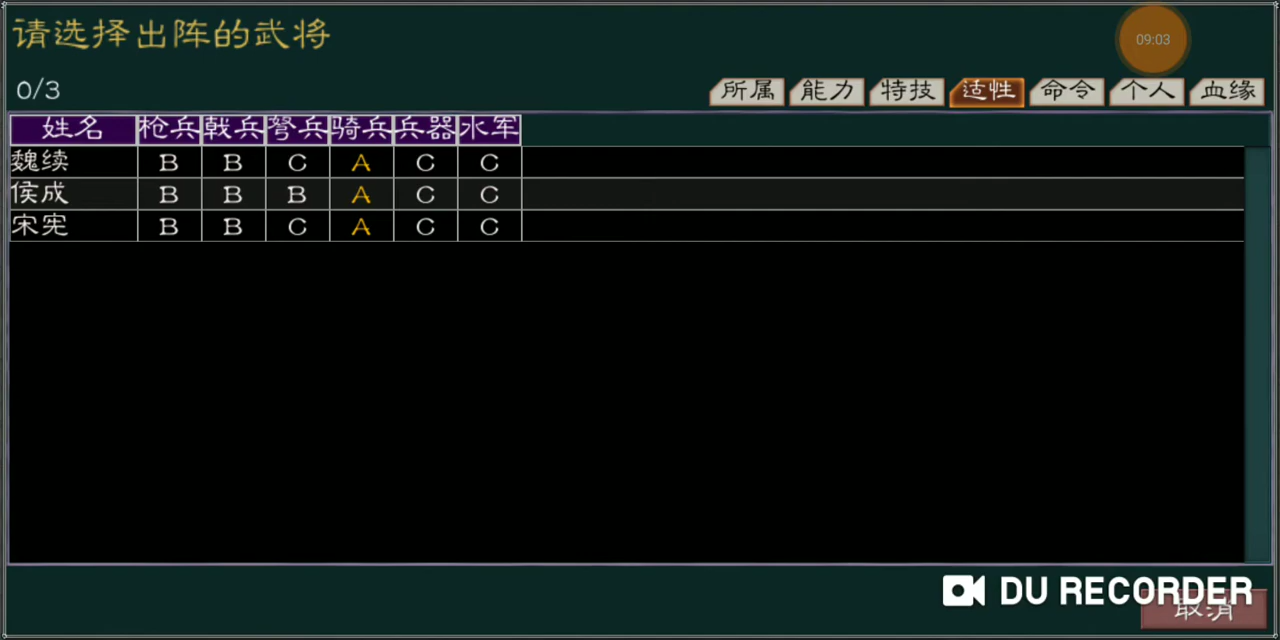 请选择出阵的武将
09:03
0/3
所属 能力 特技 适性 命令 个人 血缘
姓名 枪兵 戟兵 弩兵 骑兵 兵器 水军
魏续 B B C A C C
侯成 B B B A C C
宋宪 B B C A C C
DU RECORDER
取消